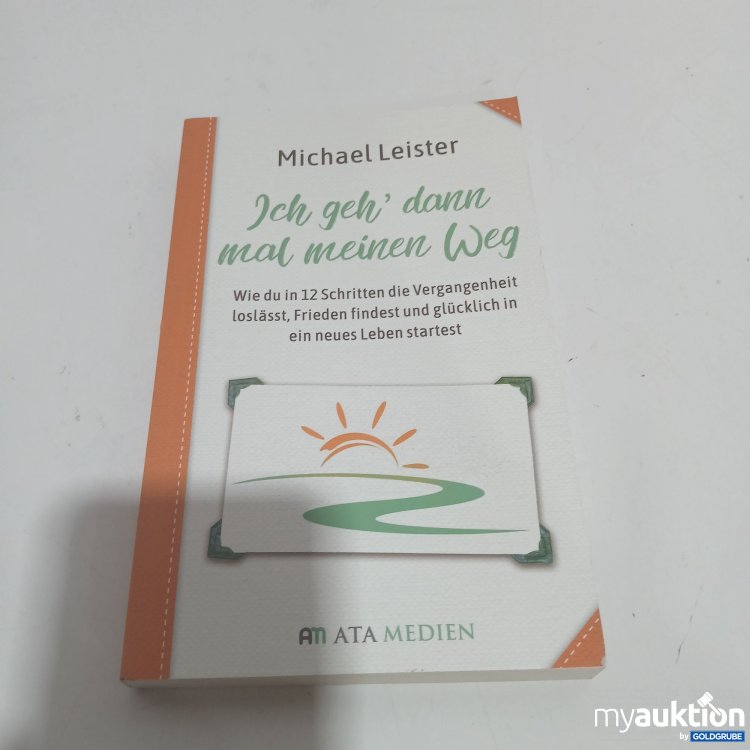 Michael Leister
Ich geh' dann
mal meinen Weg
Wie du in 12 Schritten die Vergangenheit
loslässt, Frieden findest und glücklich in
ein neues Leben startest
AM ATA MEDIEN
myauktion
by GOLDGRUBE